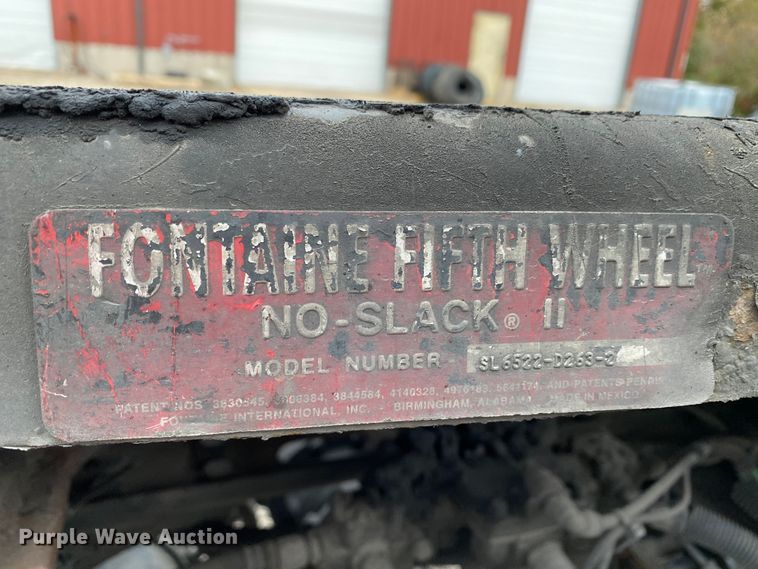 FONTAINE FIFTH WHEEL
NO-SLACK® II
MODEL NUMBER SL6522-D263-2
PATENT NOS 3844584, 4140328, AND PATENTS
INTERNATIONAL, INC. - BIRMINGHAM, ALABAMA MADE IN MEXICO
Purple Wave Auction